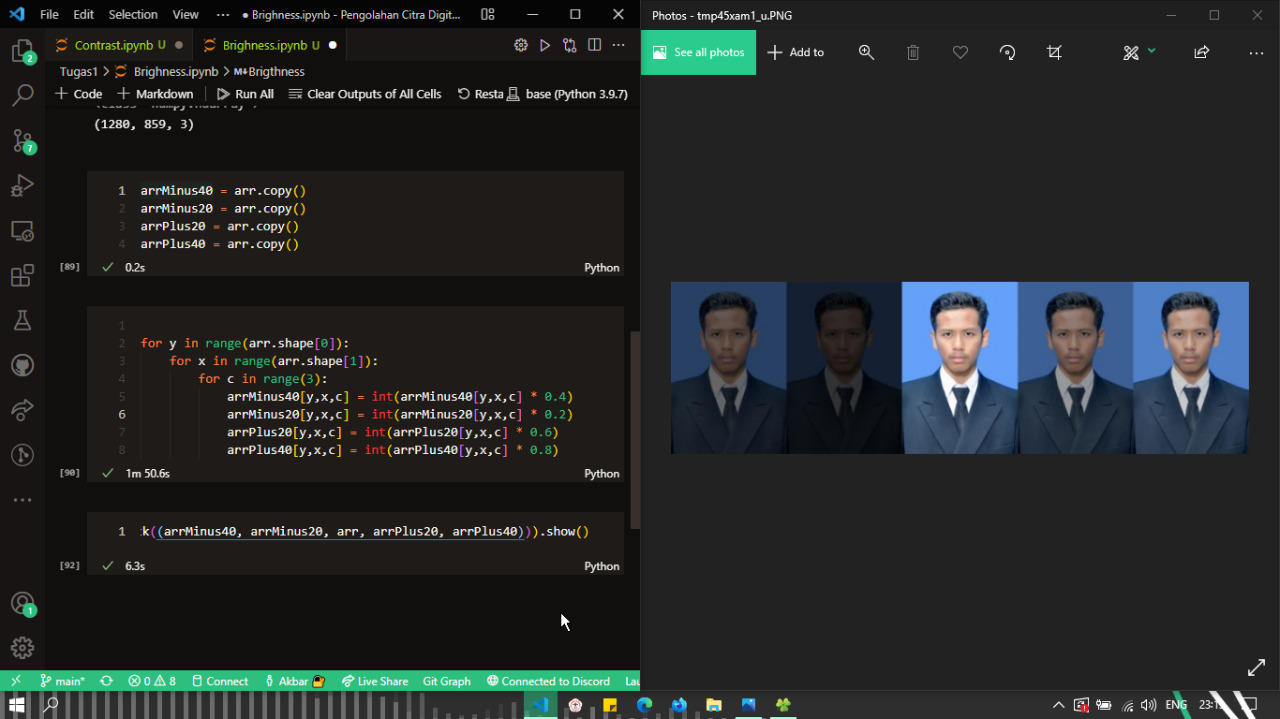 File Edit Selection View ··· ● Brighness.ipynb - Pengolahan Citra Digit...
Contrast.ipynb U ●
Brighness.ipynb U ●
Tugas1 > Brighness.ipynb > M↓Brigthness
+ Code + Markdown Run All Clear Outputs of All Cells Resta base (Python 3.9.7)
(1280, 859, 3)
1 arrMinus40 = arr.copy()
2 arrMinus20 = arr.copy()
3 arrPlus20 = arr.copy()
4 arrPlus40 = arr.copy()
[89] ✓ 0.2s Python
1
2 for y in range(arr.shape[0]):
3 for x in range(arr.shape[1]):
4 for c in range(3):
5 arrMinus40[y,x,c] = int(arrMinus40[y,x,c] * 0.4)
6 arrMinus20[y,x,c] = int(arrMinus20[y,x,c] * 0.2)
7 arrPlus20[y,x,c] = int(arrPlus20[y,x,c] * 0.6)
8 arrPlus40[y,x,c] = int(arrPlus40[y,x,c] * 0.8)
[90] ✓ 1m 50.6s Python
1 k((arrMinus40, arrMinus20, arr, arrPlus20, arrPlus40))).show()
[92] ✓ 6.3s Python
2
7
1
main* 0 8 Connect Akbar Live Share Git Graph Connected to Discord Lau
Photos - tmp45xam1_u.PNG
See all photos + Add to
ENG